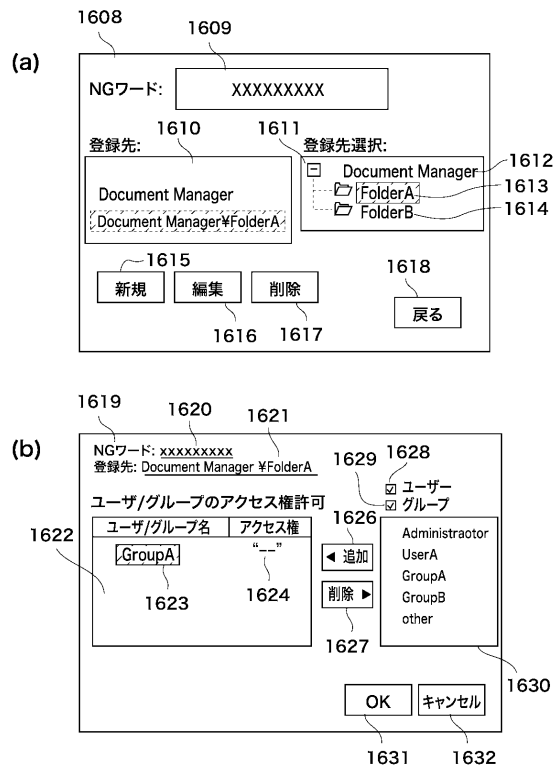 1608
1609
(a)
NGワード: XXXXXXXXX
1610
1611
登録先:
登録先選択:
Document Manager
1612
FolderA
1613
FolderB
1614
Document Manager
Document Manager¥FolderA
1615
新規
編集
削除
1616
1617
1618
戻る
1619
1620
1621
(b)
NGワード: xxxxxxxxx
登録先: Document Manager ¥FolderA
1628
1629
ユーザー
グループ
ユーザ/グループのアクセス権許可
1622
ユーザ/グループ名 アクセス権
GroupA "__"
1623
1624
1626
追加
削除
1627
Administraotor
UserA
GroupA
GroupB
other
1630
OK
キャンセル
1631
1632